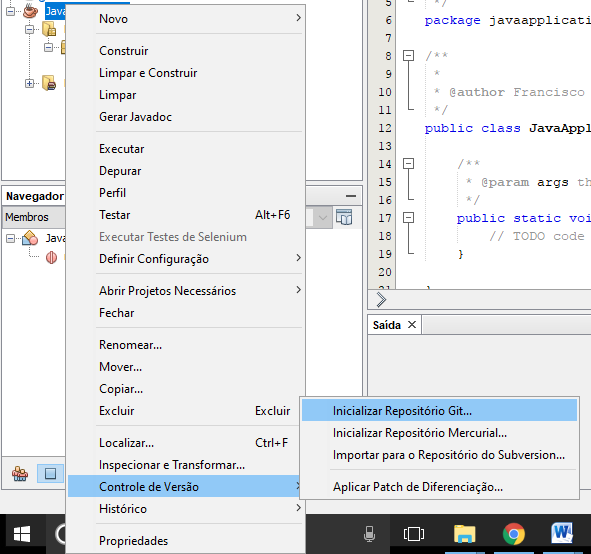 Java
Novo
Construir
Limpar e Construir
Limpar
Gerar Javadoc
Executar
Depurar
Perfil
Testar Alt+F6
Executar Testes de Selenium
Definir Configuração
Abrir Projetos Necessários
Fechar
Renomear...
Mover...
Copiar...
Excluir Excluir
Localizar... Ctrl+F
Inspecionar e Transformar...
Controle de Versão
Histórico
Propriedades
Inicializar Repositório Git...
Inicializar Repositório Mercurial...
Importar para o Repositório do Subversion...
Aplicar Patch de Diferenciação...
Navegador
Membros
Java
5 */
6 package javaapplicati
7
8 /**
9 *
10 * @author Francisco
11 */
12 public class JavaAppl
13
14 /**
15 * @param args th
16 */
17 public static voi
18 // TODO code
19 }
20
21 }
Saída